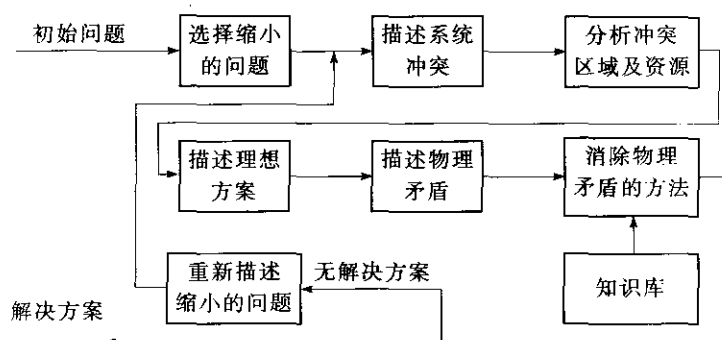 初始问题
选择缩小
的问题
描述系统
冲突
分析冲突
区域及资源
描述理想
方案
描述物理
矛盾
消除物理
矛盾的方法
重新描述
缩小的问题
无解决方案
知识库
解决方案